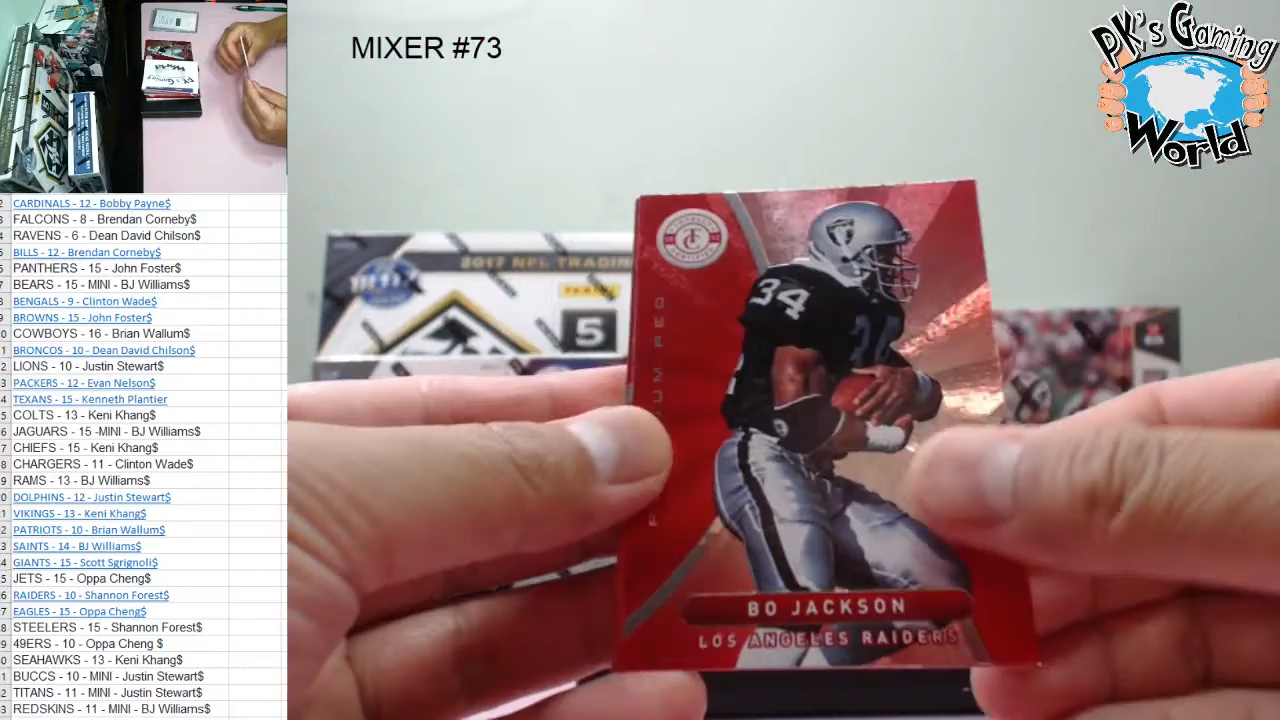 MIXER #73
PK's Gaming
World
CARDINALS - 12 - Bobby Payne$
FALCONS - 8 - Brendan Corneby$
RAVENS - 6 - Dean David Chilson$
BILLS - 12 - Brendan Corneby$
PANTHERS - 15 - John Foster$
BEARS - 15 - MINI - BJ Williams$
BENGALS - 9 - Clinton Wade$
BROWNS - 15 - John Foster$
COWBOYS - 16 - Brian Wallum$
BRONCOS - 10 - Dean David Chilson$
LIONS - 10 - Justin Stewart$
PACKERS - 12 - Evan Nelson$
TEXANS - 15 - Kenneth Plantier
COLTS - 13 - Keni Khang$
JAGUARS - 15 -MINI - BJ Williams$
CHIEFS - 15 - Keni Khang$
CHARGERS - 11 - Clinton Wade$
RAMS - 13 - BJ Williams$
DOLPHINS - 12 - Justin Stewart$
VIKINGS - 13 - Keni Khang$
PATRIOTS - 10 - Brian Wallum$
SAINTS - 14 - BJ Williams$
GIANTS - 15 - Scott Sgrignoli$
JETS - 15 - Oppa Cheng$
RAIDERS - 10 - Shannon Forest$
EAGLES - 15 - Oppa Cheng$
STEELERS - 15 - Shannon Forest$
49ERS - 10 - Oppa Cheng $
SEAHAWKS - 13 - Keni Khang$
BUCCS - 10 - MINI - Justin Stewart$
TITANS - 11 - MINI - Justin Stewart$
REDSKINS - 11 - MINI - BJ Williams$
2017 NFL TRADIN
PANINI
5
34
BO JACKSON
LOS ANGELES RAIDERS